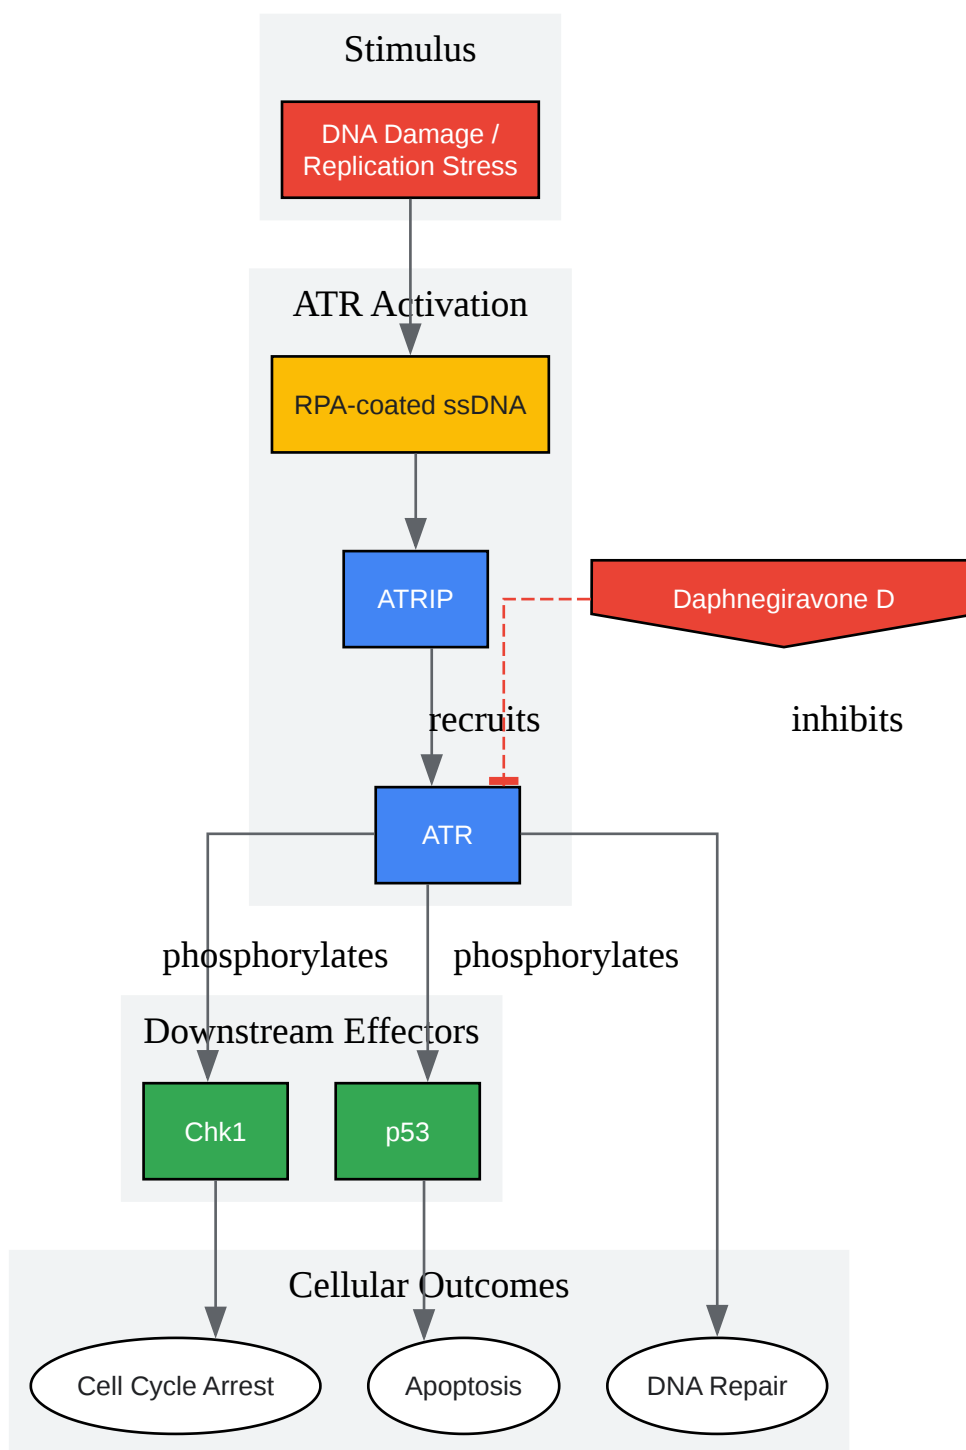 Stimulus
DNA Damage /
Replication Stress
ATR Activation
RPA-coated ssDNA
ATRIP
Daphnegiravone D
recruits
inhibits
ATR
phosphorylates
phosphorylates
Downstream Effectors
Chk1
p53
Cellular Outcomes
Cell Cycle Arrest
Apoptosis
DNA Repair